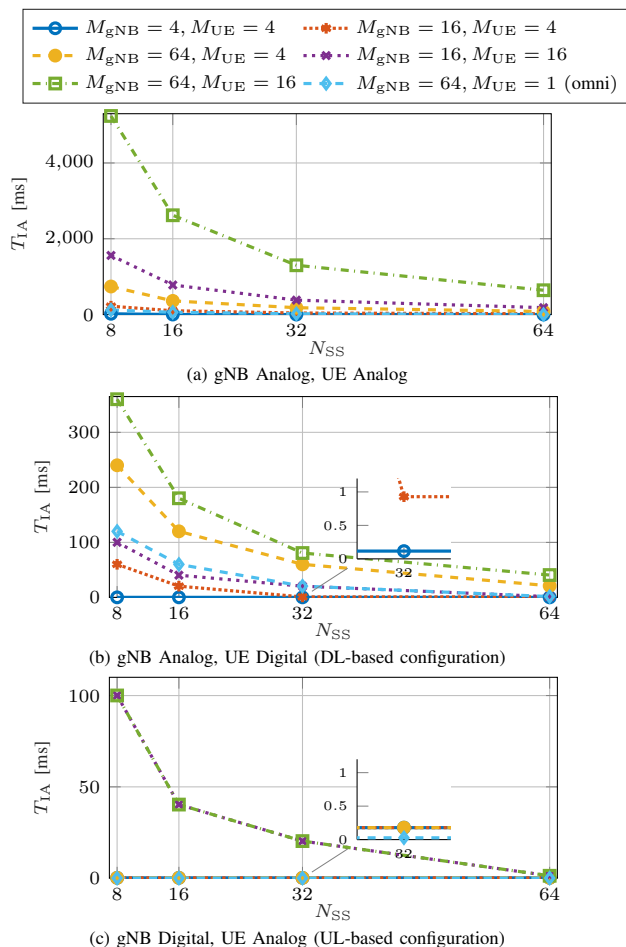 M_gNB = 4, M_UE = 4 M_gNB = 16, M_UE = 4
M_gNB = 64, M_UE = 4 M_gNB = 16, M_UE = 16
M_gNB = 64, M_UE = 16 M_gNB = 64, M_UE = 1 (omni)
4,000
2,000
0
T_IA [ms]
8 16 32 64
N_SS
(a) gNB Analog, UE Analog
300
200
100
0
T_IA [ms]
1
0.5
0
32
8 16 32 64
N_SS
(b) gNB Analog, UE Digital (DL-based configuration)
100
50
0
T_IA [ms]
1
0.5
0
32
8 16 32 64
N_SS
(c) gNB Digital, UE Analog (UL-based configuration)